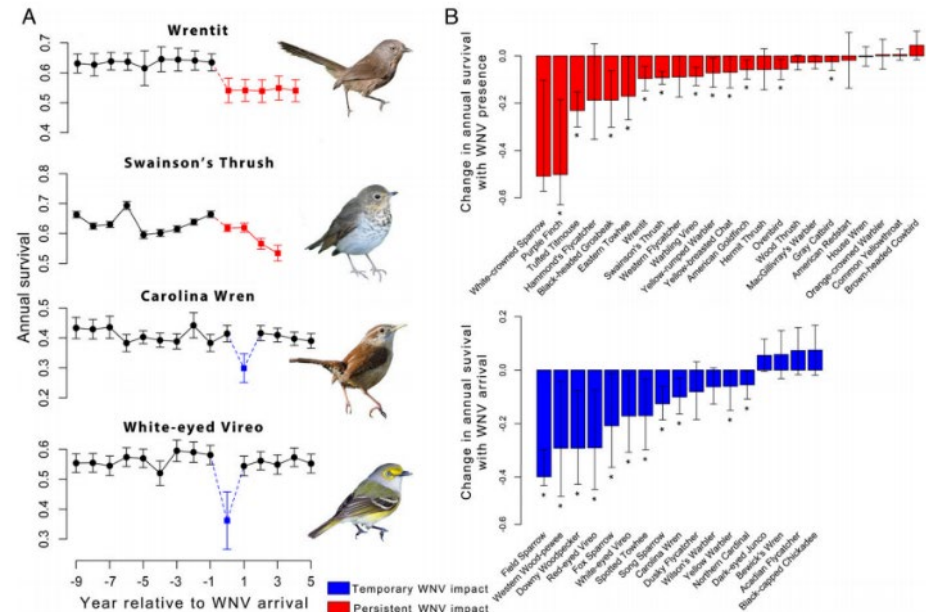 A
Annual survival
Wrentit
0.7
0.6
0.5
0.4
Swainson's Thrush
0.8
0.7
0.6
0.5
Carolina Wren
0.5
0.4
0.3
0.2
White-eyed Vireo
0.6
0.5
0.4
0.3
-9 -7 -5 -3 -1 1 3 5
Year relative to WNV arrival
Temporary WNV impact
Persistent WNV impact
B
Change in annual survival
with WNV presence
0.0
-0.2
-0.4
-0.6
* * * * * * * * * * * *
White-crowned Sparrow
Purple Finch
Tufted Titmouse
Hammond's Flycatcher
Black-headed Grosbeak
Eastern Towhee
Wrentit
Swainson's Thrush
Western Flycatcher
Warbling Vireo
Yellow-rumped Warbler
Yellow-breasted Chat
American Goldfinch
Hermit Thrush
Ovenbird
Wood Thrush
MacGillivray's Warbler
Gray Catbird
American Redstart
House Wren
Orange-crowned Warbler
Common Yellowthroat
Brown-headed Cowbird
Change in annual suvival
with WNV arrival
0.2
0.0
-0.2
-0.4
-0.6
* * * * * * * * * * *
Field Sparrow
Western Wood-pewee
Downy Woodpecker
Red-eyed Vireo
Fox Sparrow
White-eyed Vireo
Spotted Towhee
Song Sparrow
Carolina Wren
Dusky Flycatcher
Wilson's Warbler
Yellow Warbler
Northern Cardinal
Dark-eyed Junco
Bewick's Wren
Acadian Flycatcher
Black-capped Chickadee